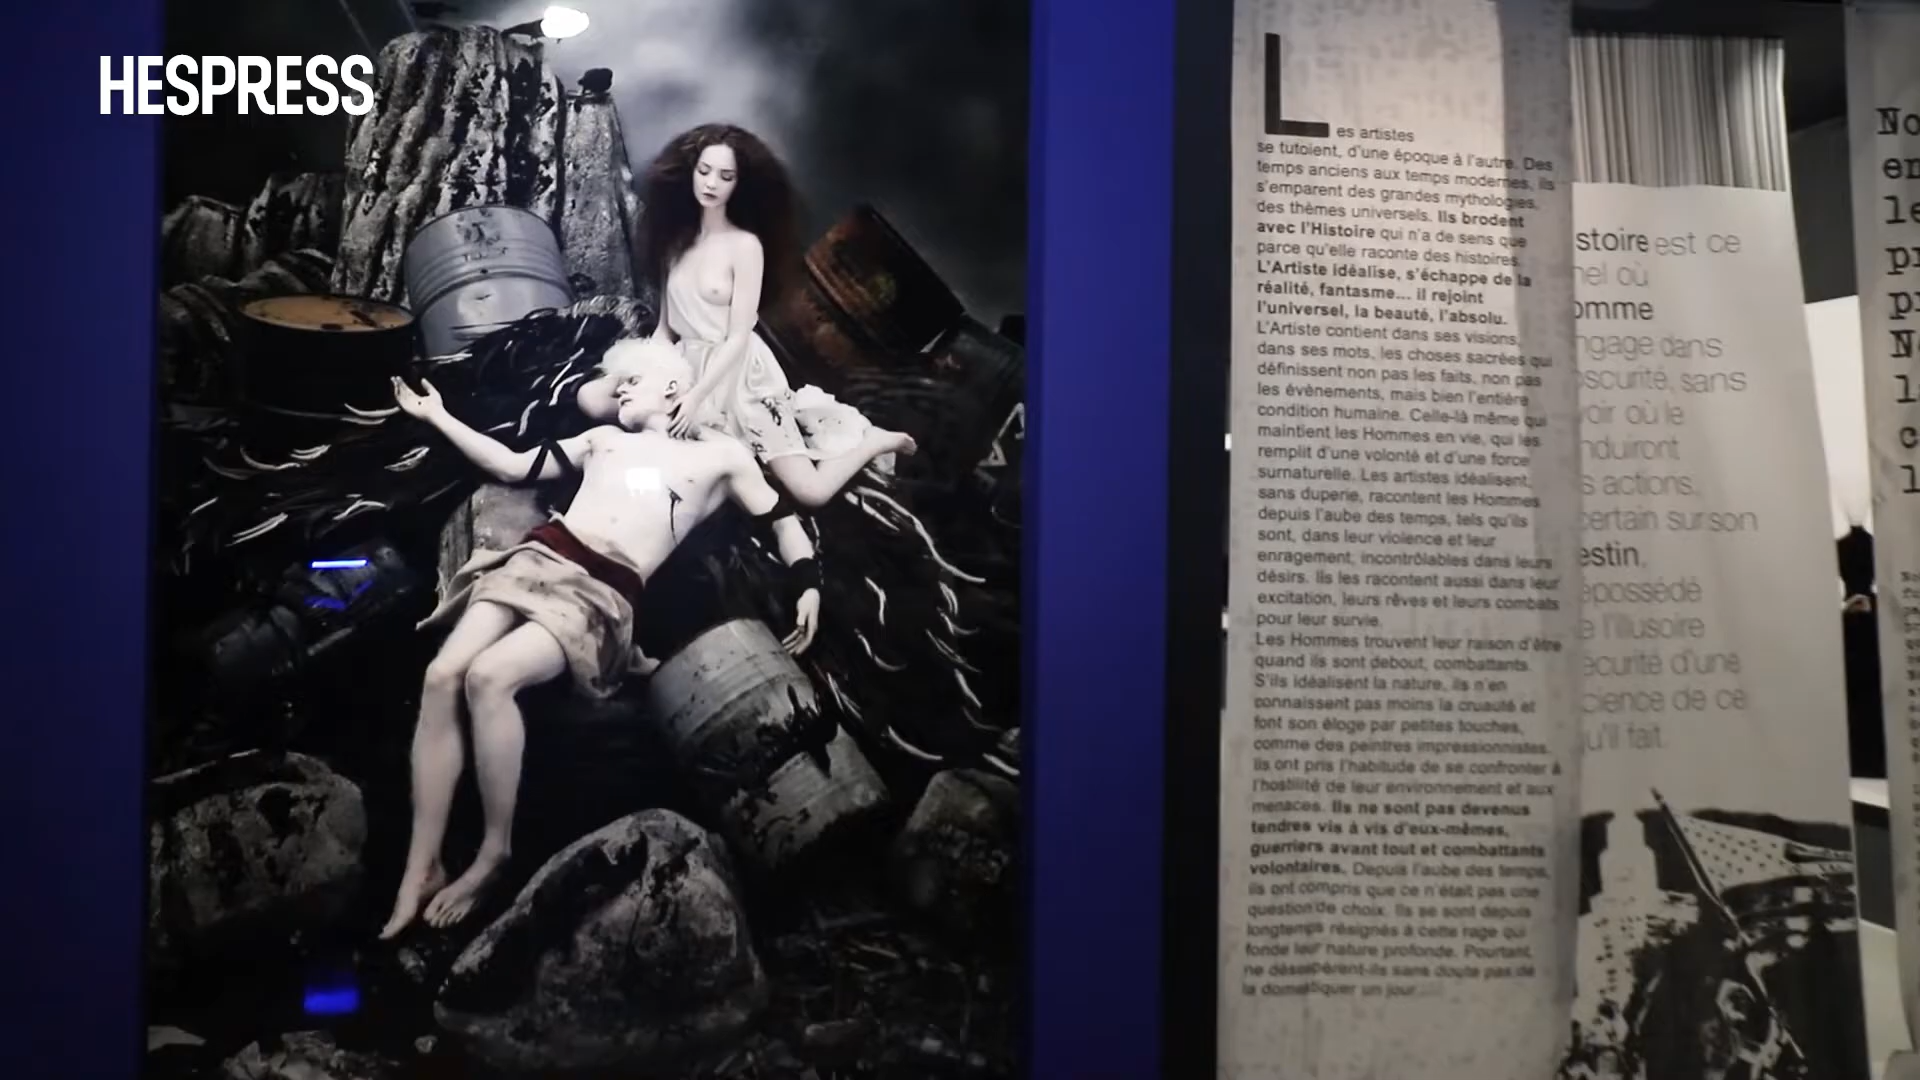 HESPRESS
Les artistes
se tutoient, d'une époque à l'autre. Des
temps anciens aux temps modernes, ils
s'emparent des grandes mythologies,
des thèmes universels. Ils brodent
avec l'Histoire qui n'a de sens que
parce qu'elle raconte des histoires.
L'Artiste idéalise, s'échappe de la
réalité, fantasme... il rejoint
l'universel, la beauté, l'absolu.
L'Artiste contient dans ses visions,
dans ses mots, les choses sacrées qui
définissent non pas les faits, non pas
les évènements, mais bien l'entière
condition humaine. Celle-là même qui
maintient les Hommes en vie, qui les
remplit d'une volonté et d'une force
surnaturelle. Les artistes idéalisent,
sans duperie, racontent les Hommes
depuis l'aube des temps, tels qu'ils
sont, dans leur violence et leur
enragement, incontrôlables dans leurs
désirs. Ils les racontent aussi dans leur
excitation, leurs rêves et leurs combats
pour leur survie.
Les Hommes trouvent leur raison d'être
quand ils sont debout, combattants.
S'ils idéalisent la nature, ils n'en
connaissent pas moins la cruauté et
font son éloge par petites touches,
comme des peintres impressionnistes.
Ils ont pris l'habitude de se confronter à
l'hostilité de leur environnement et aux
menaces. Ils ne sont pas devenus
tendres vis à vis d'eux-mêmes,
guerriers avant tout et combattants
volontaires. Depuis l'aube des temps,
ils ont compris que ce n'était pas une
question de choix. Ils se sont depuis
longtemps résignés à cette rage qui
fonde leur nature profonde. Pourtant,
ne désespèrent-ils sans doute pas de
la domestiquer un jour
stoire est ce
nel où
omme
ngage dans
oscurité, sans
voir où le
nduiront
s actions,
certain sur son
estin,
épossédé
e l'illusoire
écurité d'une
cience de ce
u'il fait.
No
en
le
pr
pr
No
l
c
l